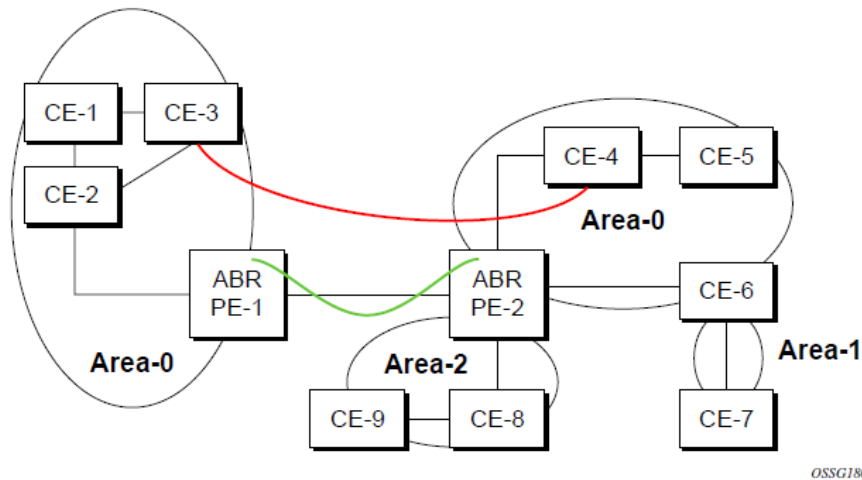 CE-1
CE-3
CE-2
ABR
PE-1
Area-0
CE-4
CE-5
Area-0
ABR
PE-2
CE-6
Area-2
Area-1
CE-9
CE-8
CE-7